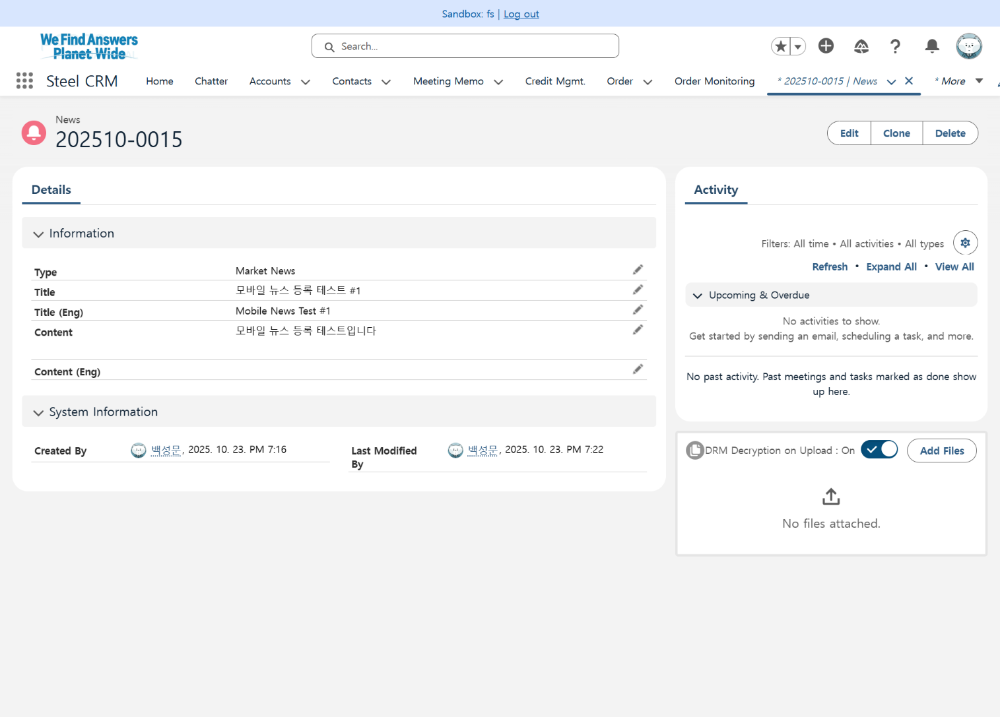 Sandbox: fs | Log out
We Find Answers
Planet Wide
Search...
Steel CRM
Home
Chatter
Accounts
Contacts
Meeting Memo
Credit Mgmt.
Order
Order Monitoring
* 202510-0015 | News
* More
News
202510-0015
Edit
Clone
Delete
Details
Information
Type Market News
Title 모바일 뉴스 등록 테스트 #1
Title (Eng) Mobile News Test #1
Content 모바일 뉴스 등록 테스트입니다
Content (Eng)
System Information
Created By 백성문, 2025. 10. 23. PM 7:16
Last Modified By 백성문, 2025. 10. 23. PM 7:22
Activity
Filters: All time • All activities • All types
Refresh • Expand All • View All
Upcoming & Overdue
No activities to show.
Get started by sending an email, scheduling a task, and more.
No past activity. Past meetings and tasks marked as done show
up here.
DRM Decryption on Upload : On
Add Files
No files attached.